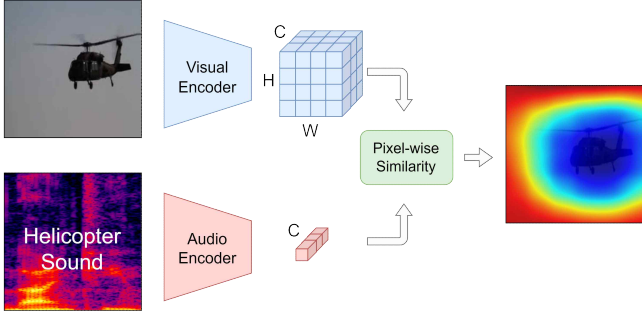 C
Visual
Encoder
H
W
Pixel-wise
Similarity
Helicopter
Sound
Audio
Encoder
C